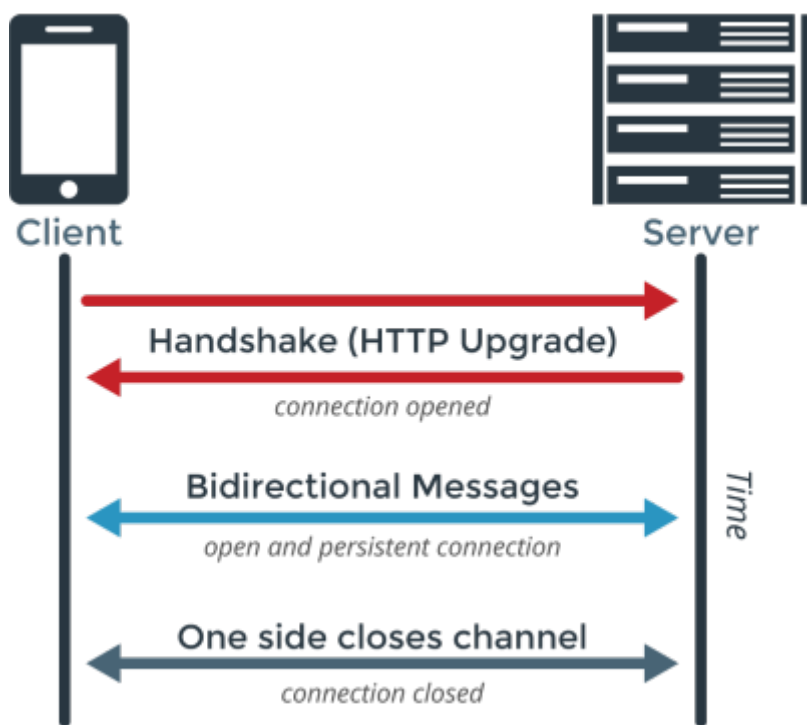 Client
Server
Handshake (HTTP Upgrade)
connection opened
Bidirectional Messages
open and persistent connection
Time
One side closes channel
connection closed